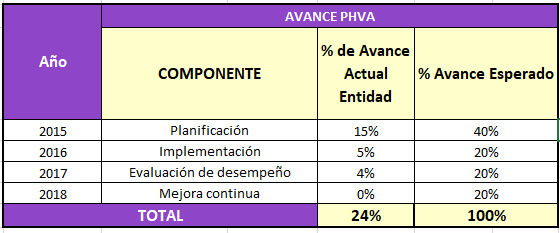 AVANCE PHVA
Año
COMPONENTE
% de Avance
Actual
Entidad
% Avance Esperado
2015 Planificación 15% 40%
2016 Implementación 5% 20%
2017 Evaluación de desempeño 4% 20%
2018 Mejora continua 0% 20%
TOTAL 24% 100%